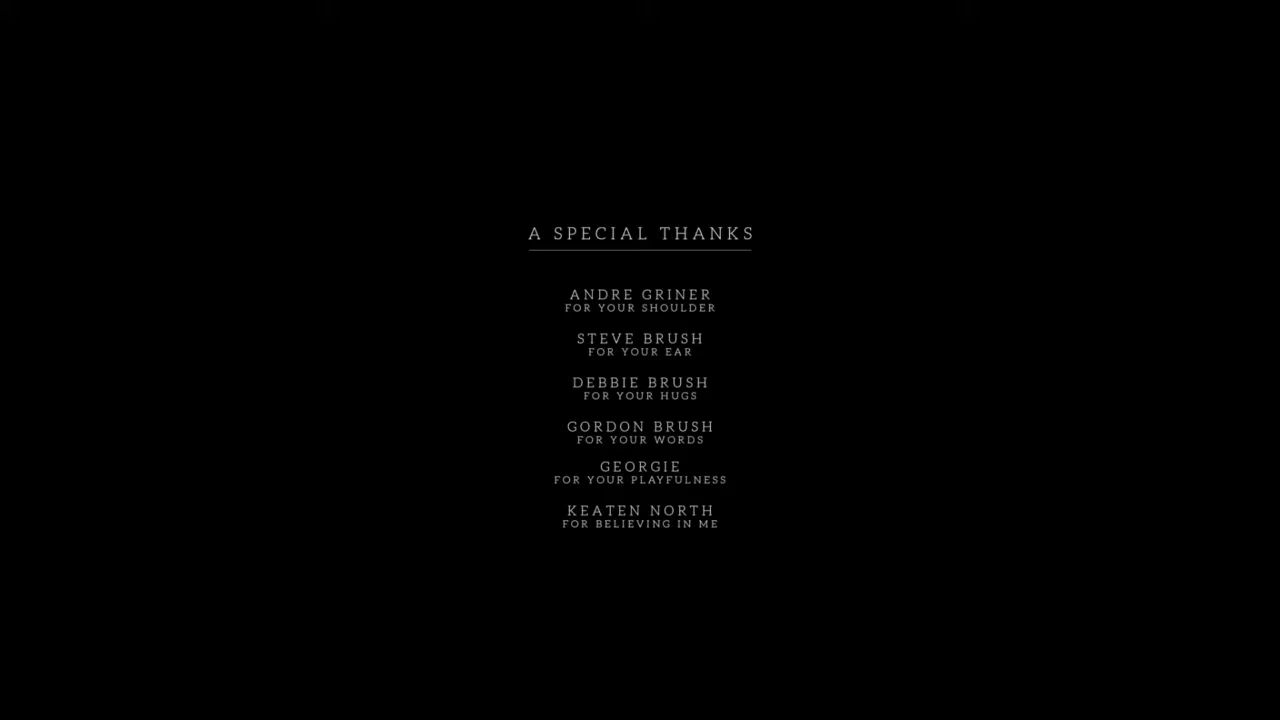 A SPECIAL THANKS
ANDRE GRINER
FOR YOUR SHOULDER
STEVE BRUSH
FOR YOUR EAR
DEBBIE BRUSH
FOR YOUR HUGS
GORDON BRUSH
FOR YOUR WORDS
GEORGIE
FOR YOUR PLAYFULNESS
KEATEN NORTH
FOR BELIEVING IN ME